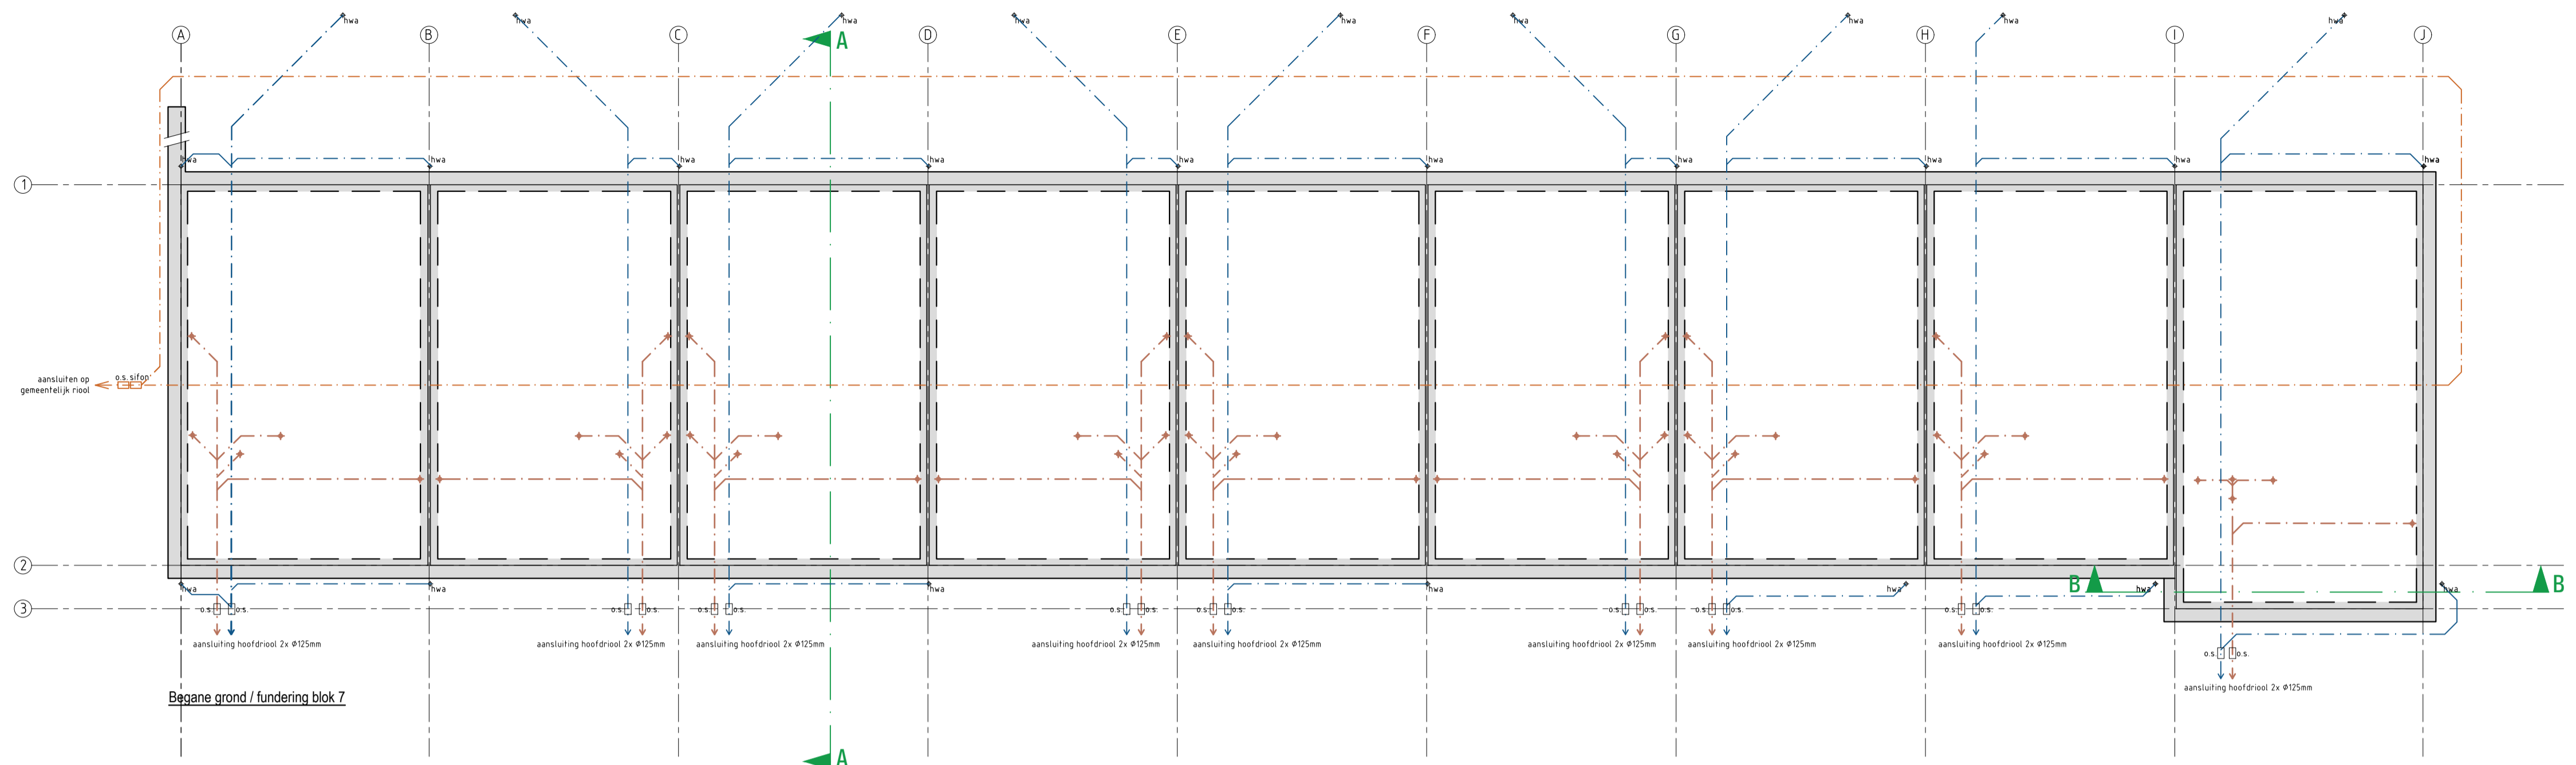 hwa hwa hwa hwa hwa hwa hwa hwa hwa
A B C D E F G H I J
A
hwa hwa hwa hwa hwa hwa hwa hwa hwa hwa
1
o.s. sifon
aansluiten op
gemeentelijk riool
2
B B
hwa hwa hwa hwa hwa hwa hwa
3
o.s. o.s. o.s. o.s. o.s. o.s. o.s. o.s. o.s. o.s. o.s. o.s. o.s.
aansluiting hoofdriool 2x Ø125mm
aansluiting hoofdriool 2x Ø125mm
aansluiting hoofdriool 2x Ø125mm
aansluiting hoofdriool 2x Ø125mm
aansluiting hoofdriool 2x Ø125mm
aansluiting hoofdriool 2x Ø125mm
aansluiting hoofdriool 2x Ø125mm
aansluiting hoofdriool 2x Ø125mm
o.s. o.s.
aansluiting hoofdriool 2x Ø125mm
Begane grond / fundering blok 7
A